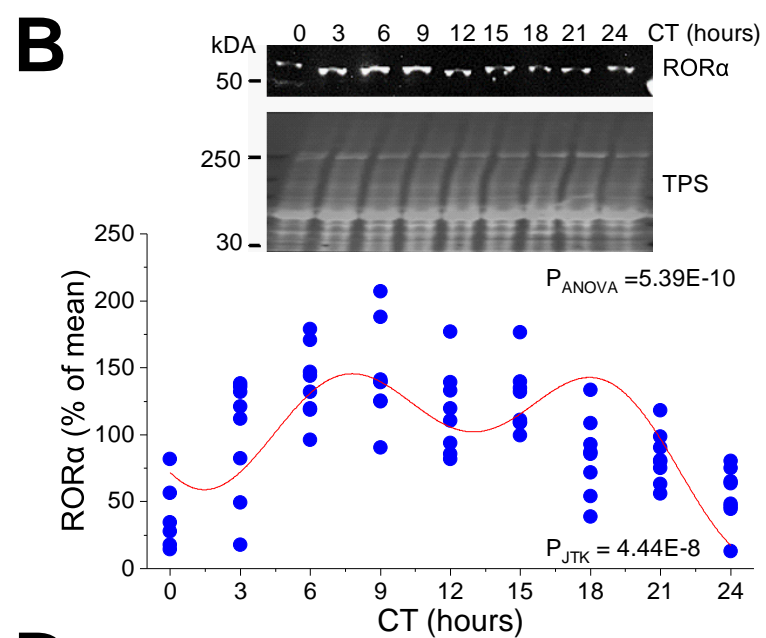 B
0 3 6 9 12 15 18 21 24 CT (hours)
kDA
50
RORα
250
TPS
30
P_ANOVA =5.39E-10
RORα (% of mean)
250
200
150
100
50
0
P_JTK = 4.44E-8
0 3 6 9 12 15 18 21 24
CT (hours)